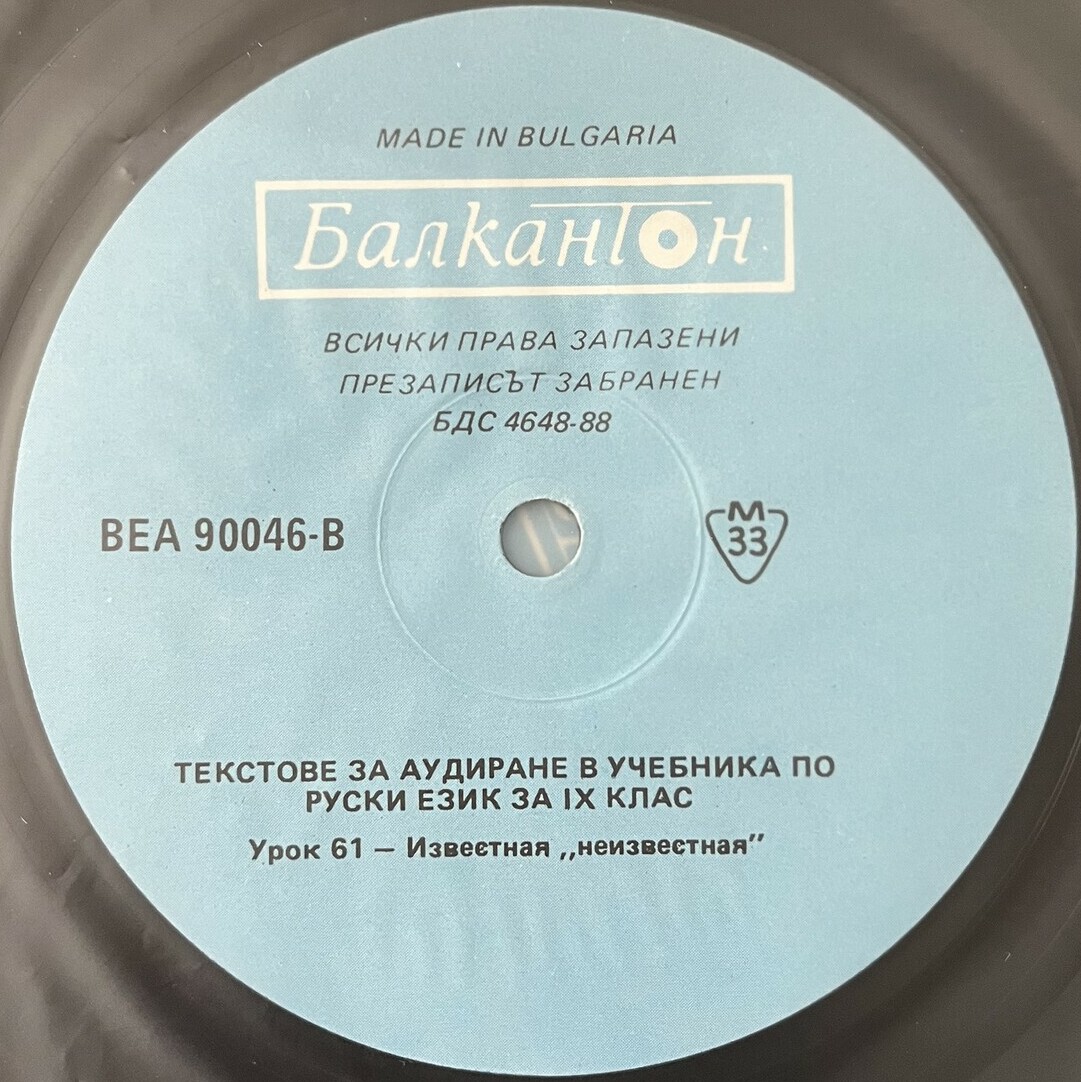 MADE IN BULGARIA
Балкантон
ВСИЧКИ ПРАВА ЗАПАЗЕНИ
ПРЕЗАПИСЪТ ЗАБРАНЕН
БДС 4648-88
ВЕА 90046-В
М
33
ТЕКСТОВЕ ЗА АУДИРАНЕ В УЧЕБНИКА ПО
РУСКИ ЕЗИК ЗА IX КЛАС
Урок 61 — Известная „неизвестная”